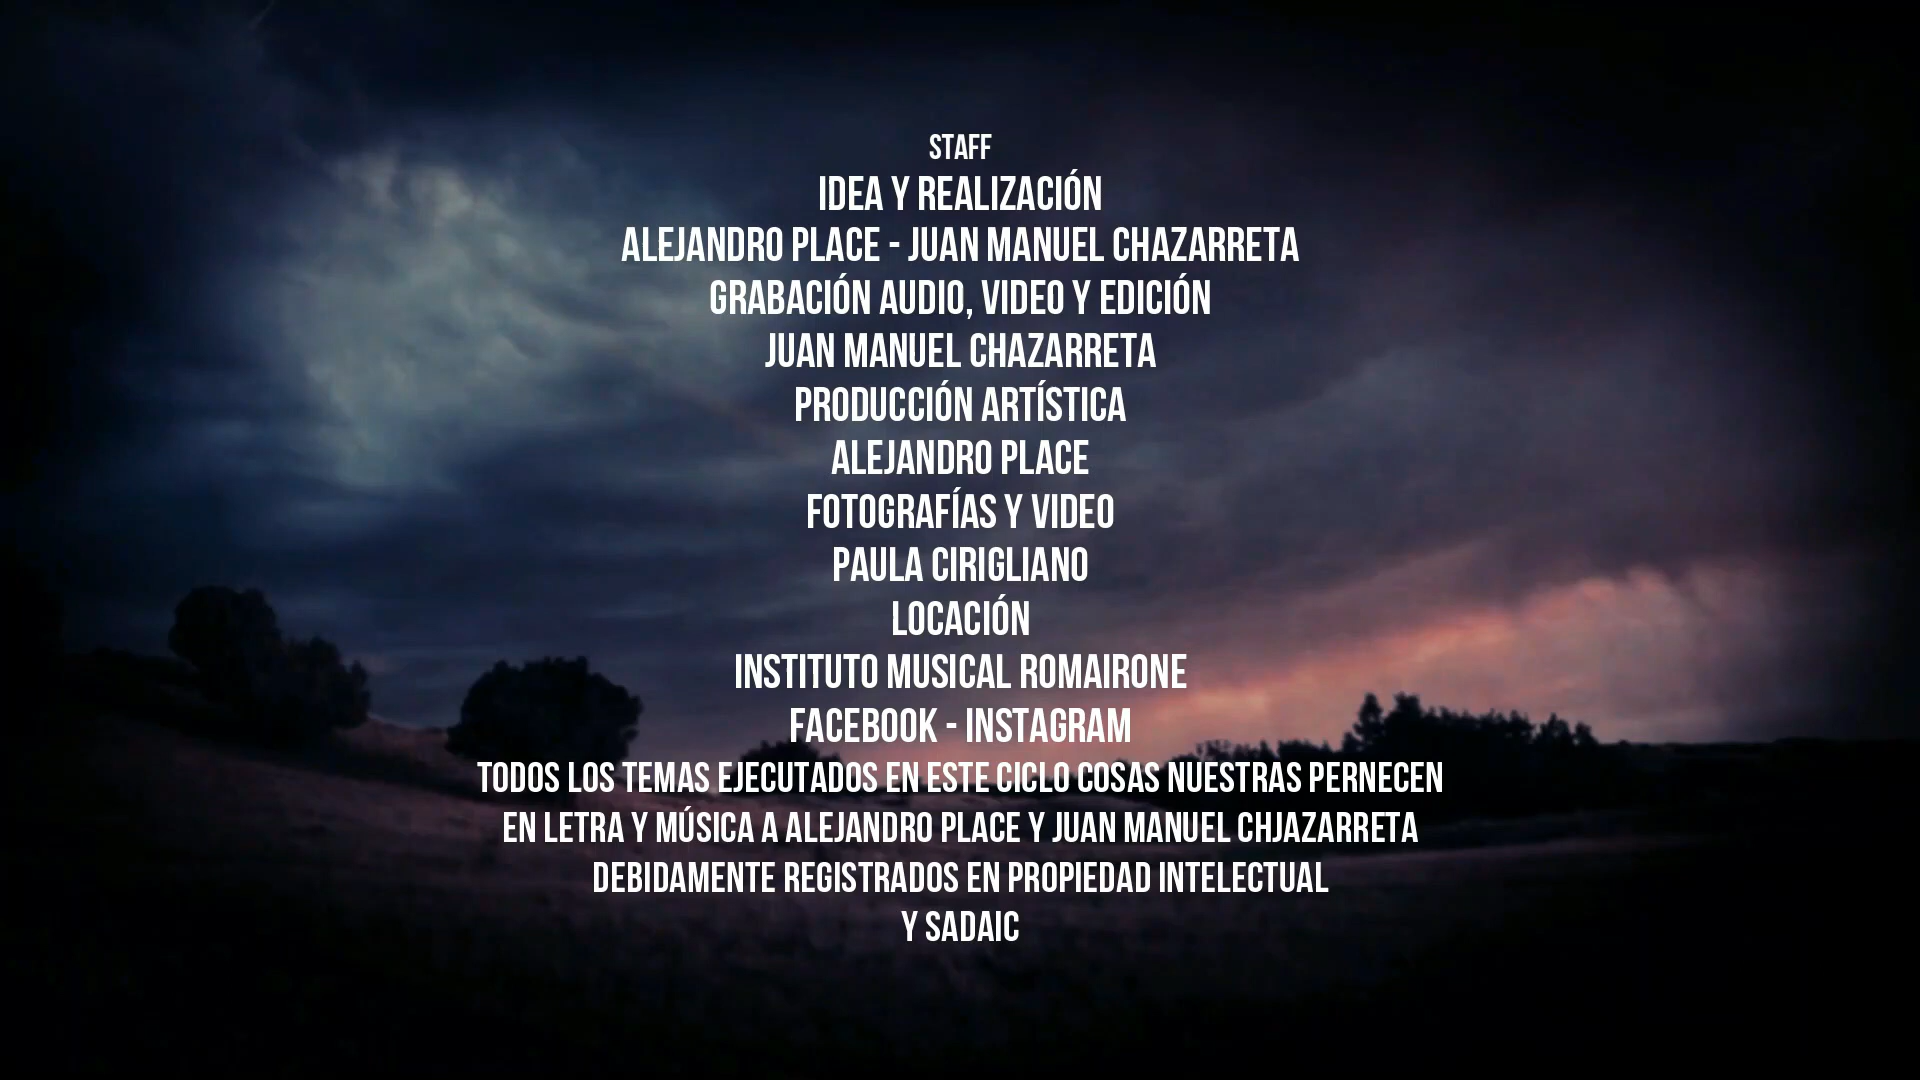 STAFF
IDEA Y REALIZACIÓN
ALEJANDRO PLACE - JUAN MANUEL CHAZARRETA
GRABACIÓN AUDIO, VIDEO Y EDICIÓN
JUAN MANUEL CHAZARRETA
PRODUCCIÓN ARTÍSTICA
ALEJANDRO PLACE
FOTOGRAFÍAS Y VIDEO
PAULA CIRIGLIANO
LOCACIÓN
INSTITUTO MUSICAL ROMAIRONE
FACEBOOK - INSTAGRAM
TODOS LOS TEMAS EJECUTADOS EN ESTE CICLO COSAS NUESTRAS PERNECEN
EN LETRA Y MÚSICA A ALEJANDRO PLACE Y JUAN MANUEL CHJAZARRETA
DEBIDAMENTE REGISTRADOS EN PROPIEDAD INTELECTUAL
Y SADAIC